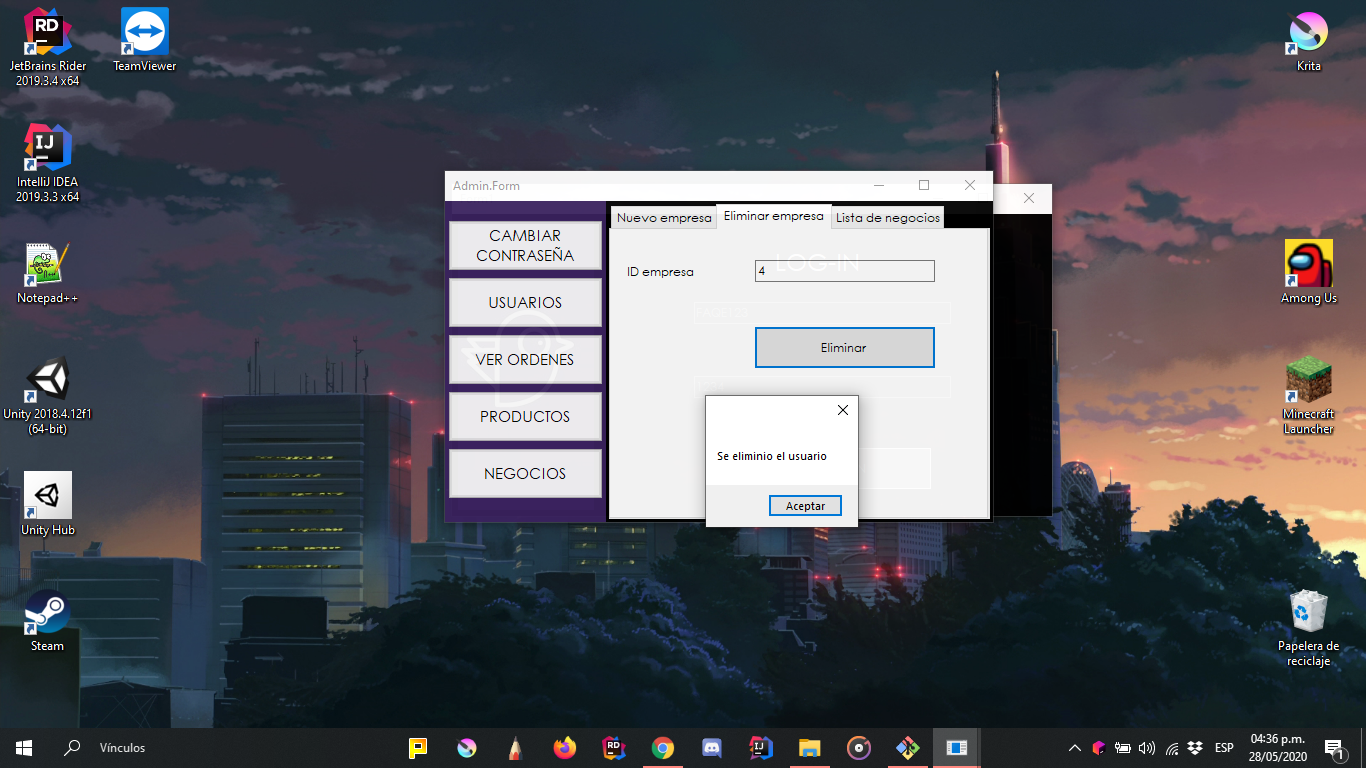 JetBrains Rider
2019.3.4 x64
TeamViewer
Krita
IntelliJ IDEA
2019.3.3 x64
Notepad++
Among Us
Unity 2018.4.12f1
(64-bit)
Minecraft
Launcher
Unity Hub
Steam
Papelera de
reciclaje
Admin.Form
CAMBIAR
CONTRASEÑA
USUARIOS
VER ORDENES
PRODUCTOS
NEGOCIOS
Nuevo empresa
Eliminar empresa
Lista de negocios
LOG-IN
ID empresa
4
Eliminar
Se eliminio el usuario
Aceptar
Vínculos
ESP
04:36 p.m.
28/05/2020
1
RD
IJ
RD
IJ